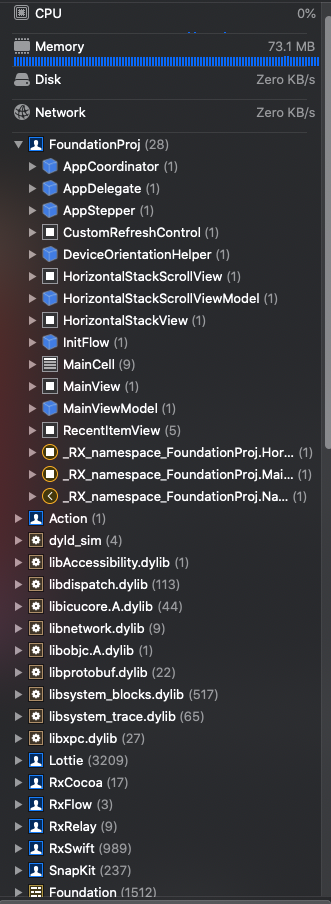 CPU 0%
Memory 73.1 MB
Disk Zero KB/s
Network Zero KB/s
FoundationProj (28)
AppCoordinator (1)
AppDelegate (1)
AppStepper (1)
CustomRefreshControl (1)
DeviceOrientationHelper (1)
HorizontalStackScrollView (1)
HorizontalStackScrollViewModel (1)
HorizontalStackView (1)
InitFlow (1)
MainCell (9)
MainView (1)
MainViewModel (1)
RecentItemView (5)
_RX_namespace_FoundationProj.Hor... (1)
_RX_namespace_FoundationProj.Mai... (1)
_RX_namespace_FoundationProj.Na... (1)
Action (1)
dyld_sim (4)
libAccessibility.dylib (1)
libdispatch.dylib (113)
libicucore.A.dylib (44)
libnetwork.dylib (9)
libobjc.A.dylib (1)
libprotobuf.dylib (22)
libsystem_blocks.dylib (517)
libsystem_trace.dylib (65)
libxpc.dylib (27)
Lottie (3209)
RxCocoa (17)
RxFlow (3)
RxRelay (9)
RxSwift (989)
SnapKit (237)
Foundation (1512)